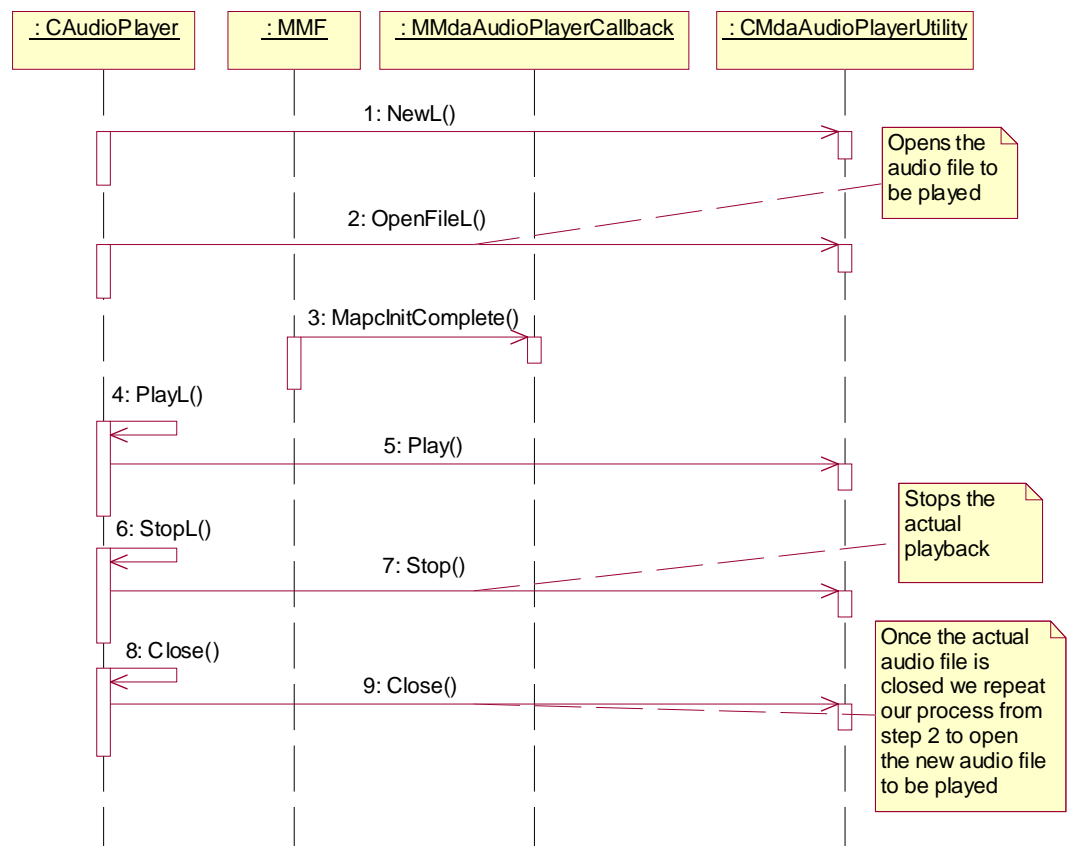 : CAudioPlayer
: MMF
: MMdaAudioPlayerCallback
: CMdaAudioPlayerUtility
1: NewL()
Opens the
audio file to
be played
2: OpenFileL()
3: MapcInitComplete()
4: PlayL()
5: Play()
Stops the
actual
playback
6: StopL()
7: Stop()
Once the actual
audio file is
closed we repeat
our process from
step 2 to open
the new audio file
to be played
8: Close()
9: Close()